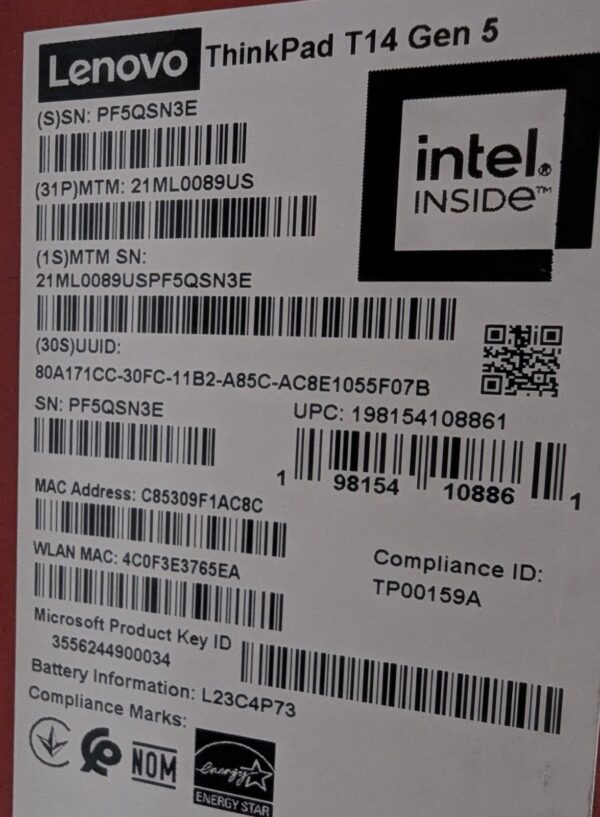 Lenovo ThinkPad T14 Gen 5
(S)SN: PF5QSN3E
intel.®
INSIDE™
(31P)MTM: 21ML0089US
(1S)MTM SN:
21ML0089USPF5QSN3E
(30S)UUID:
80A171CC-30FC-11B2-A85C-AC8E1055F07B
SN: PF5QSN3E
UPC: 198154108861
1 98154 10886 1
MAC Address: C85309F1AC8C
WLAN MAC: 4C0F3E3765EA
Compliance ID:
TP00159A
Microsoft Product Key ID
3556244900034
Battery Information: L23C4P73
Compliance Marks:
NOM
energy
ENERGY STAR